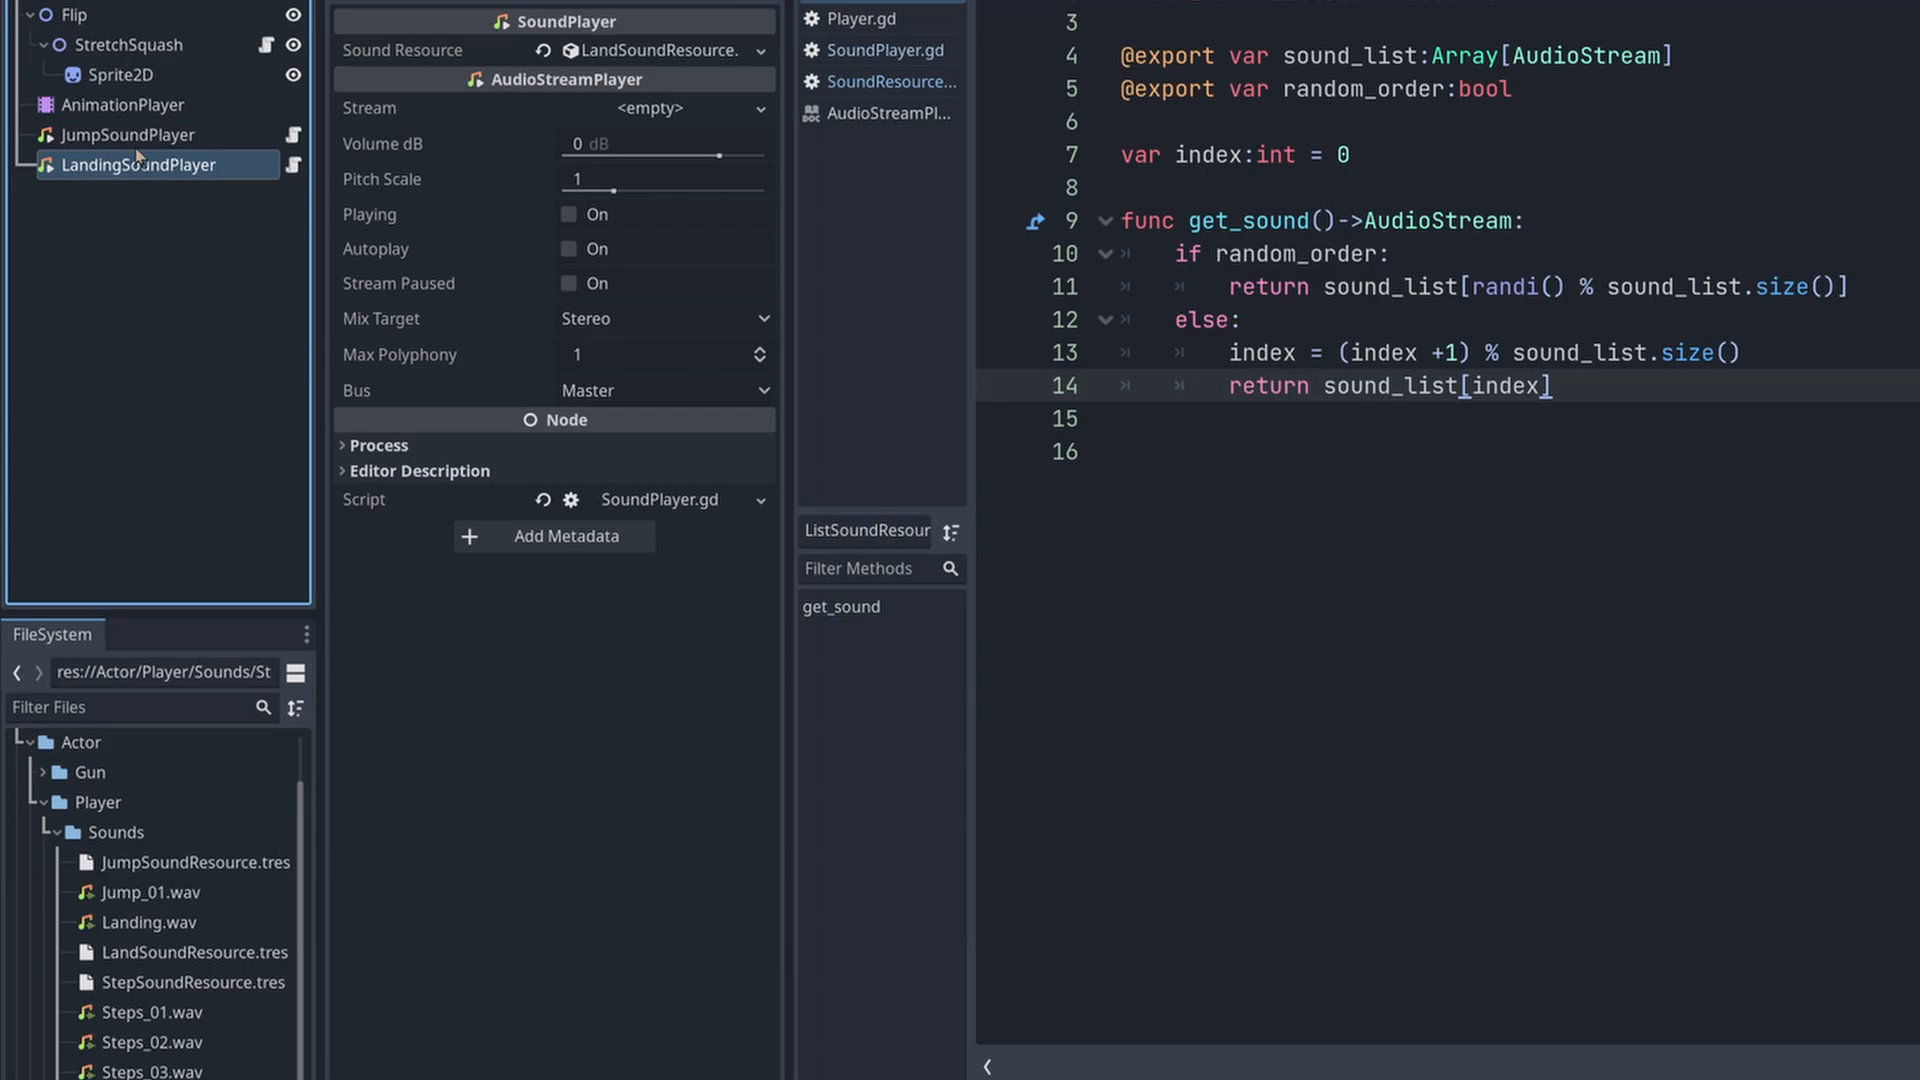 Flip
StretchSquash
Sprite2D
AnimationPlayer
JumpSoundPlayer
LandingSoundPlayer
FileSystem
res://Actor/Player/Sounds/St
Filter Files
Actor
Gun
Player
Sounds
JumpSoundResource.tres
Jump_01.wav
Landing.wav
LandSoundResource.tres
StepSoundResource.tres
Steps_01.wav
Steps_02.wav
Steps_03.wav
SoundPlayer
Sound Resource LandSoundResource.
AudioStreamPlayer
Stream <empty>
Volume dB 0 dB
Pitch Scale 1
Playing On
Autoplay On
Stream Paused On
Mix Target Stereo
Max Polyphony 1
Bus Master
Node
Process
Editor Description
Script SoundPlayer.gd
Add Metadata
Player.gd
SoundPlayer.gd
SoundResource...
AudioStreamPl...
ListSoundResour
Filter Methods
get_sound
3
4 @export var sound_list:Array[AudioStream]
5 @export var random_order:bool
6
7 var index:int = 0
8
9 func get_sound()->AudioStream:
10 if random_order:
11 return sound_list[randi() % sound_list.size()]
12 else:
13 index = (index +1) % sound_list.size()
14 return sound_list[index]
15
16